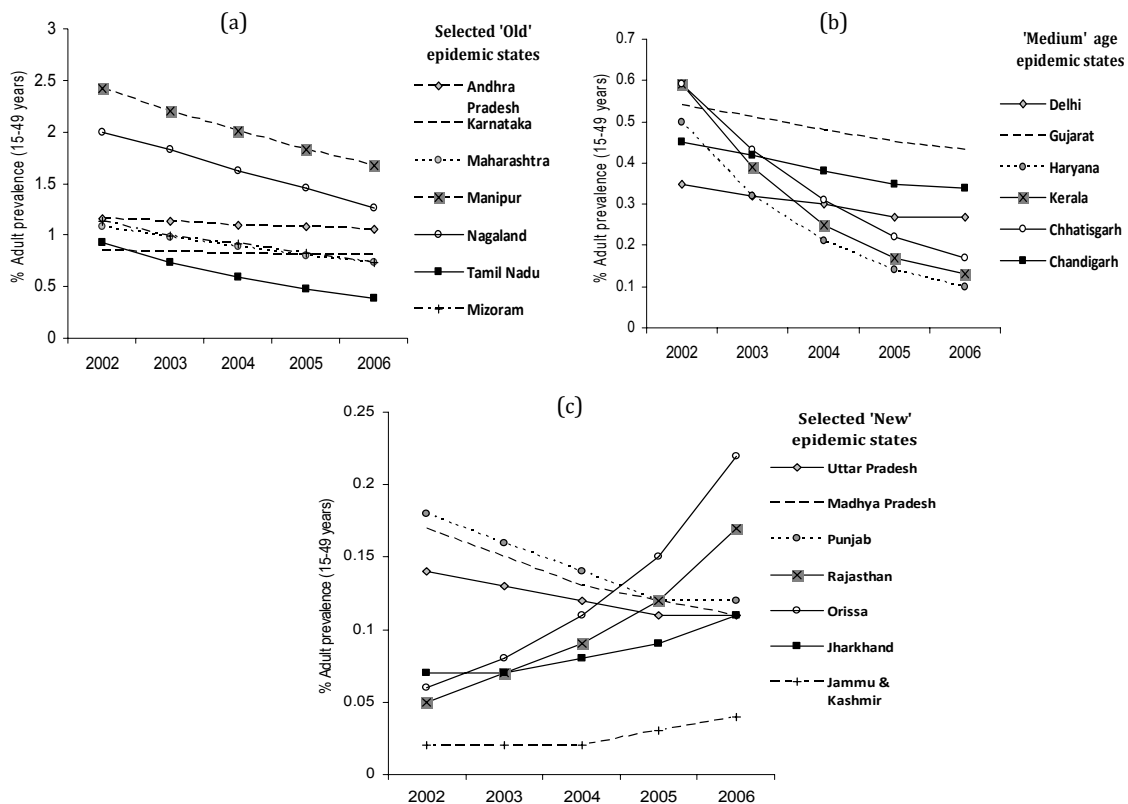 (a)
Selected 'Old'
epidemic states
% Adult prevalence (15-49 years)
3
2.5
2
1.5
1
0.5
0
2002 2003 2004 2005 2006
Andhra
Pradesh
Karnataka
Maharashtra
Manipur
Nagaland
Tamil Nadu
Mizoram
(b)
'Medium' age
epidemic states
% Adult prevalence (15-49 years)
0.7
0.6
0.5
0.4
0.3
0.2
0.1
0
2002 2003 2004 2005 2006
Delhi
Gujarat
Haryana
Kerala
Chhatisgarh
Chandigarh
(c)
Selected 'New'
epidemic states
% Adult prevalence (15-49 years)
0.25
0.2
0.15
0.1
0.05
0
2002 2003 2004 2005 2006
Uttar Pradesh
Madhya Pradesh
Punjab
Rajasthan
Orissa
Jharkhand
Jammu &
Kashmir